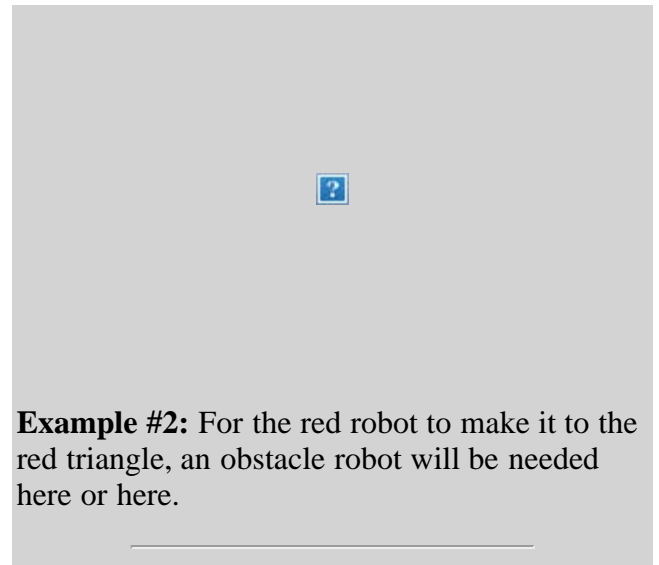 Example #2: For the red robot to make it to the
red triangle, an obstacle robot will be needed
here or here.